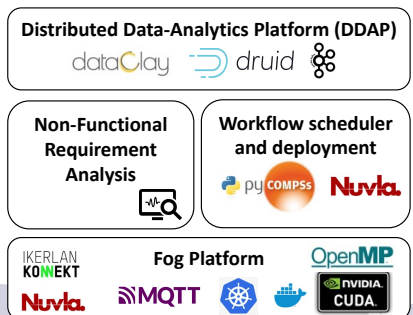 Distributed Data-Analytics Platform (DDAP)
dataClay druid
Non-Functional
Requirement
Analysis
Workflow scheduler
and deployment
py COMPSs Nuvla.
IKERLAN
KONNEKT
Fog Platform
OpenMP
Nuvla.
MQTT
NVIDIA.
CUDA.